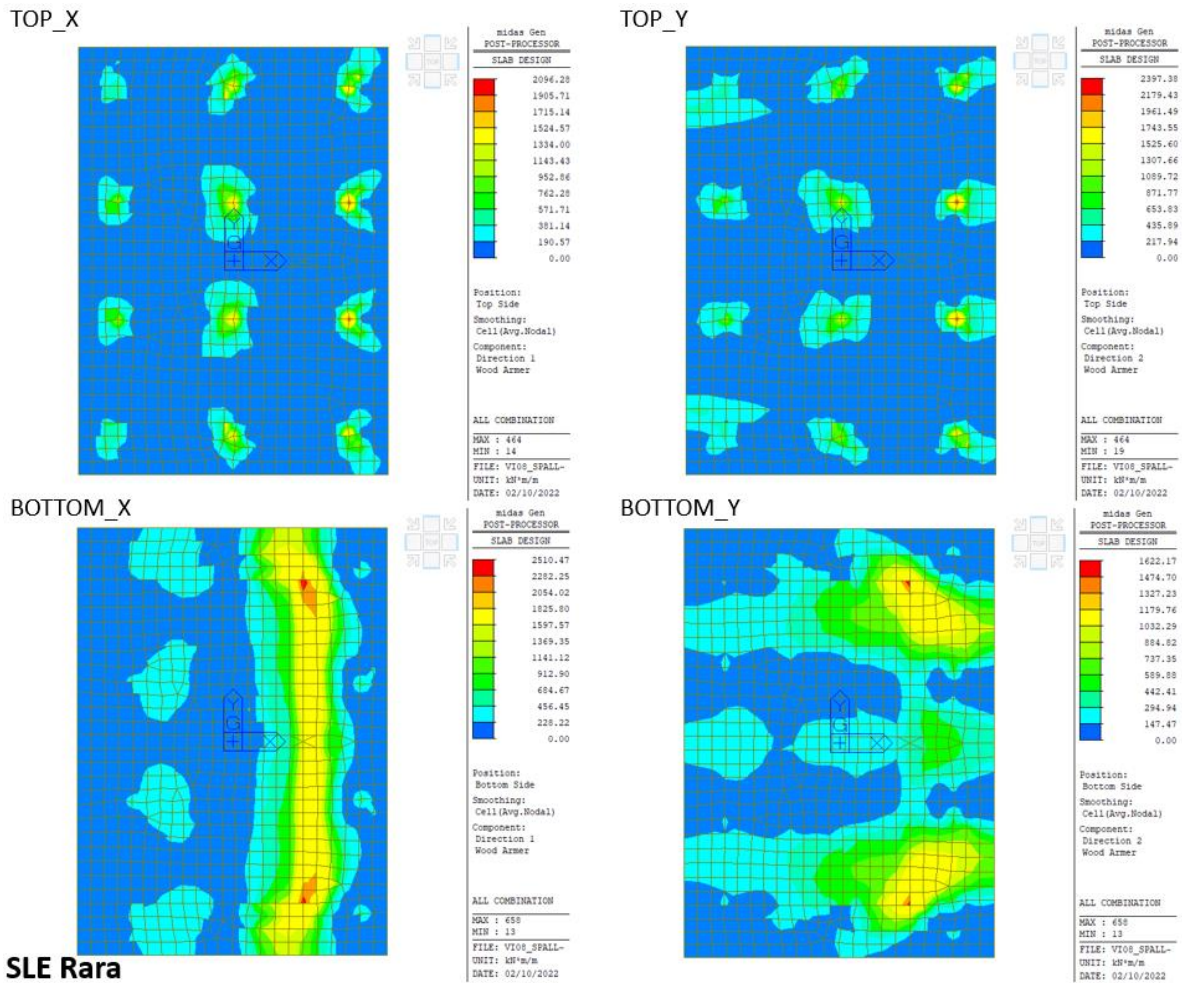 TOP_X
TOP
midas Gen
POST-PROCESSOR
SLAB DESIGN
2096.28
1905.71
1715.14
1524.57
1334.00
1143.43
952.86
762.28
571.71
381.14
190.57
0.00
Position:
Top Side
Smoothing:
Cell(Avg.Nodal)
Component:
Direction 1
Wood Armer
ALL COMBINATION
MAX : 464
MIN : 14
FILE: VI08_SPALL~
UNIT: kN*m/m
DATE: 02/10/2022
Y
G
X
TOP_Y
TOP
midas Gen
POST-PROCESSOR
SLAB DESIGN
2397.38
2179.43
1961.49
1743.55
1525.60
1307.66
1089.72
871.77
653.83
435.89
217.94
0.00
Position:
Top Side
Smoothing:
Cell(Avg.Nodal)
Component:
Direction 2
Wood Armer
ALL COMBINATION
MAX : 464
MIN : 19
FILE: VI08_SPALL~
UNIT: kN*m/m
DATE: 02/10/2022
Y
G
X
BOTTOM_X
TOP
midas Gen
POST-PROCESSOR
SLAB DESIGN
2510.47
2282.25
2054.02
1825.80
1597.57
1369.35
1141.12
912.90
684.67
456.45
228.22
0.00
Position:
Bottom Side
Smoothing:
Cell(Avg.Nodal)
Component:
Direction 1
Wood Armer
ALL COMBINATION
MAX : 658
MIN : 13
FILE: VI08_SPALL~
UNIT: kN*m/m
DATE: 02/10/2022
Y
G
X
BOTTOM_Y
TOP
midas Gen
POST-PROCESSOR
SLAB DESIGN
1622.17
1474.70
1327.23
1179.76
1032.29
884.82
737.35
589.88
442.41
294.94
147.47
0.00
Position:
Bottom Side
Smoothing:
Cell(Avg.Nodal)
Component:
Direction 2
Wood Armer
ALL COMBINATION
MAX : 658
MIN : 13
FILE: VI08_SPALL~
UNIT: kN*m/m
DATE: 02/10/2022
Y
G
X
SLE Rara